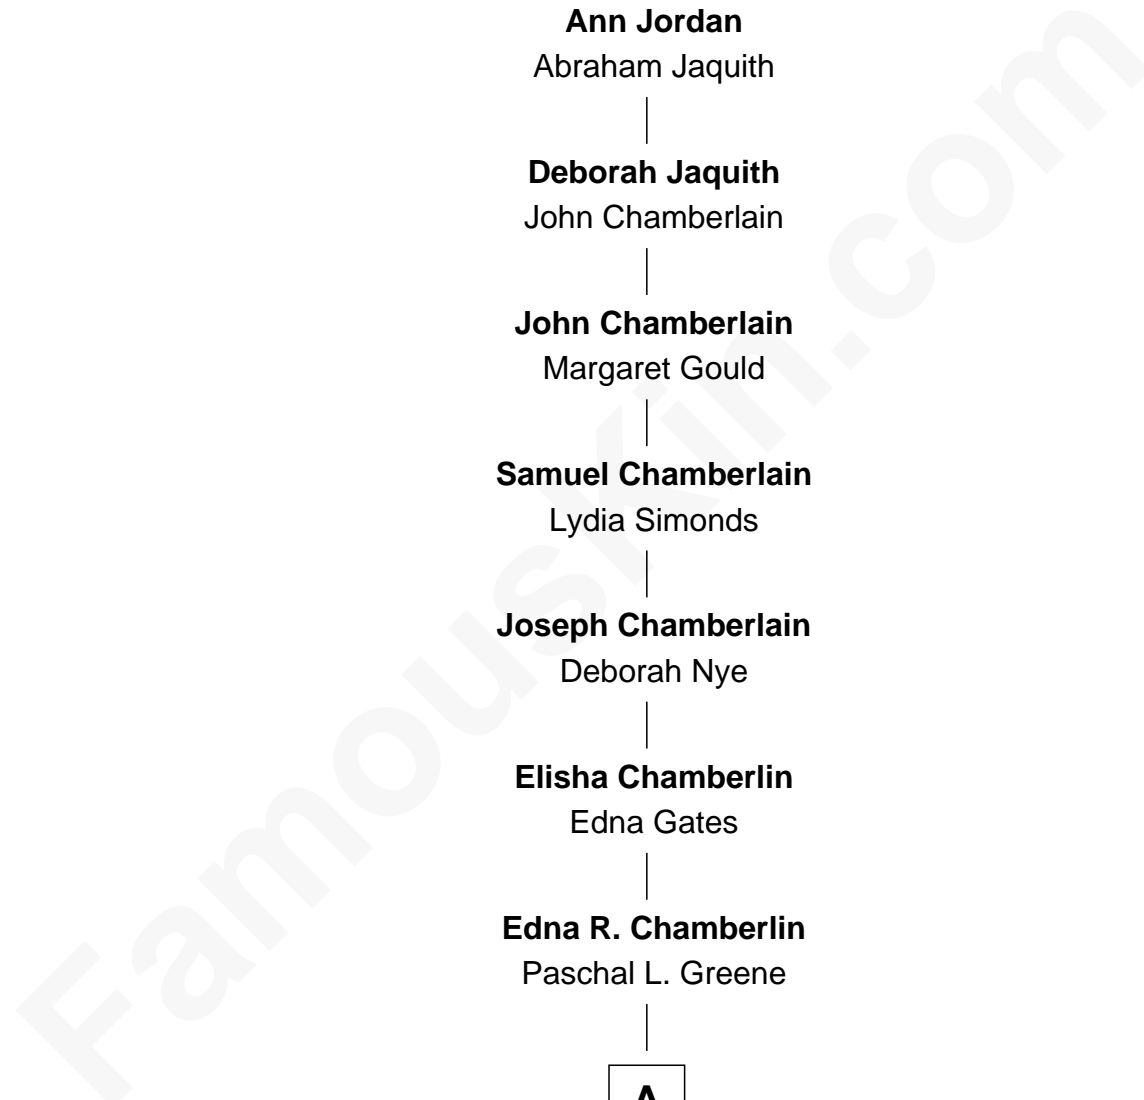 Ann Jordan
Abraham Jaquith
Deborah Jaquith
John Chamberlain
John Chamberlain
Margaret Gould
Samuel Chamberlain
Lydia Simonds
Joseph Chamberlain
Deborah Nye
Elisha Chamberlin
Edna Gates
Edna R. Chamberlin
Paschal L. Greene
A
FamousKin.com